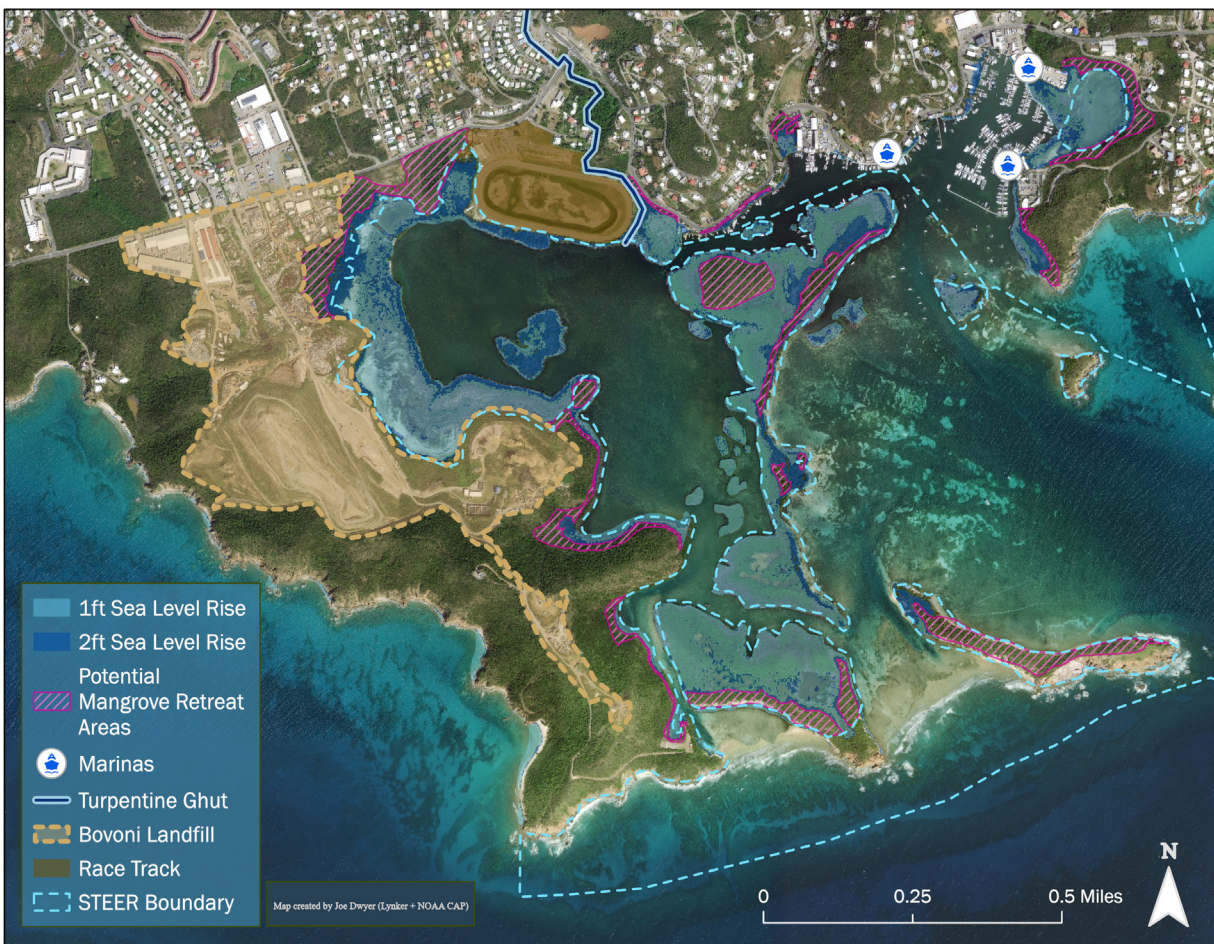 1ft Sea Level Rise
2ft Sea Level Rise
Potential
Mangrove Retreat
Areas
Marinas
Turpentine Ghut
Bovoni Landfill
Race Track
STEER Boundary
Map created by Joe Dwyer (Lynker + NOAA CAP)
N
0 0.25 0.5 Miles